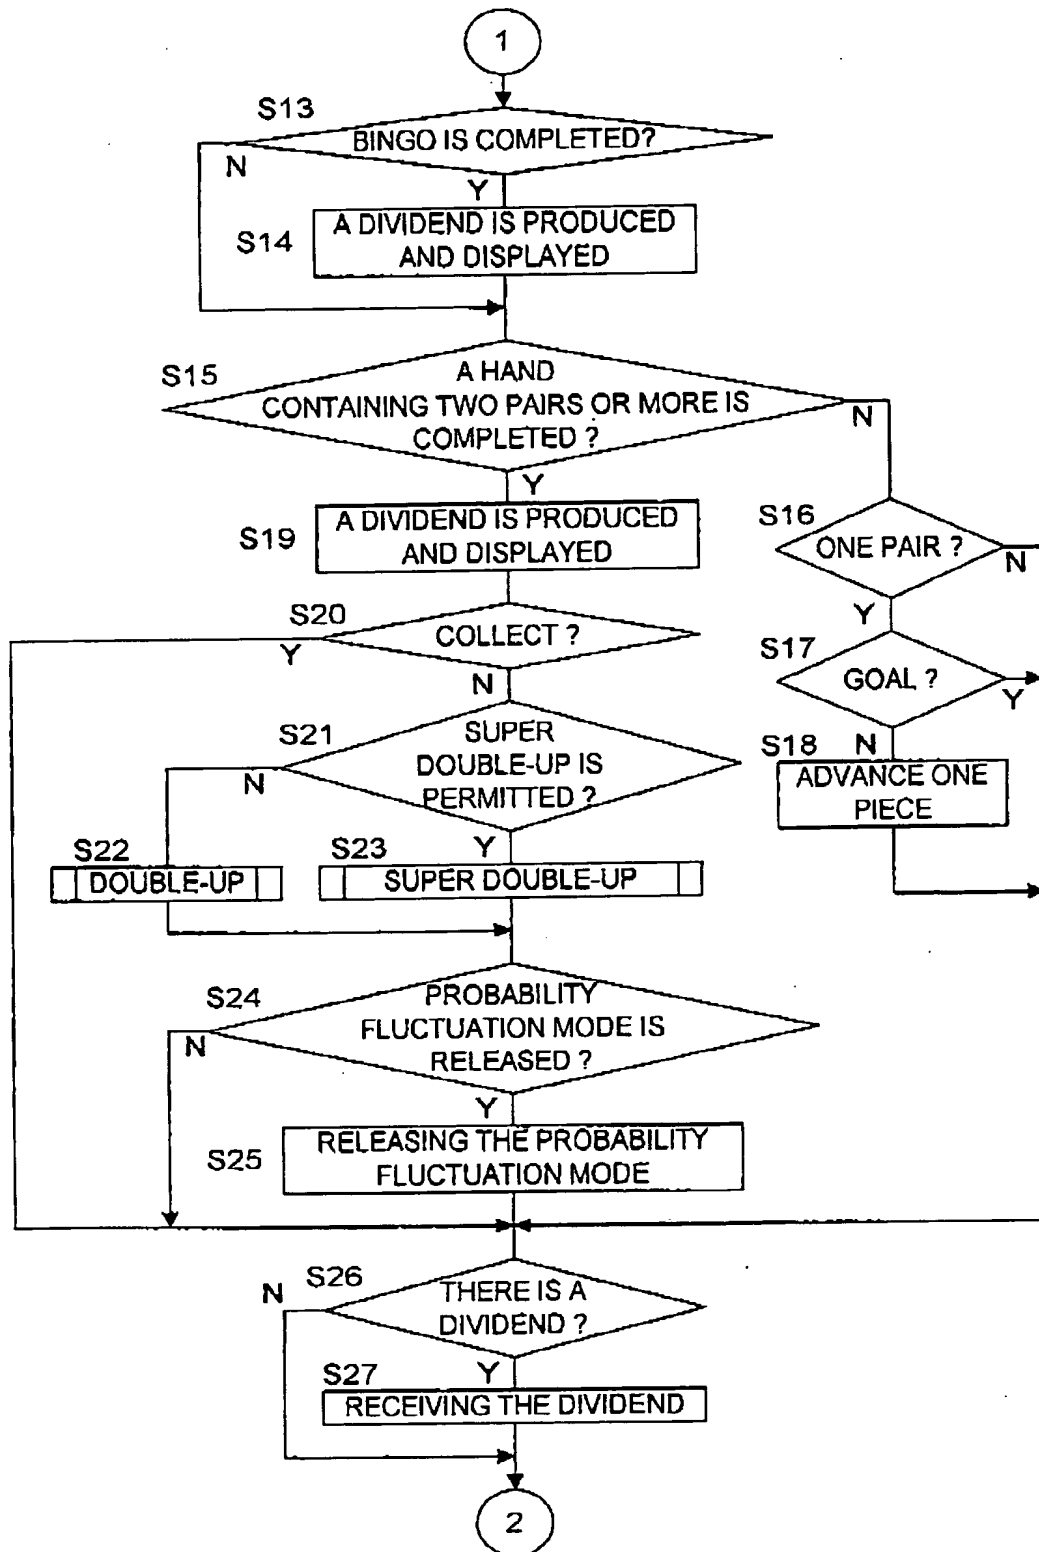 1
S13
BINGO IS COMPLETED?
N
Y
S14
A DIVIDEND IS PRODUCED
AND DISPLAYED
S15
A HAND
CONTAINING TWO PAIRS OR MORE IS
COMPLETED ?
N
Y
S19
A DIVIDEND IS PRODUCED
AND DISPLAYED
S16
ONE PAIR ?
N
Y
S20
COLLECT ?
Y
N
S17
GOAL ?
Y
N
S18
ADVANCE ONE
PIECE
S21
SUPER
DOUBLE-UP IS
PERMITTED ?
N
Y
S22
DOUBLE-UP
S23
SUPER DOUBLE-UP
S24
PROBABILITY
FLUCTUATION MODE IS
RELEASED ?
N
Y
S25
RELEASING THE PROBABILITY
FLUCTUATION MODE
S26
THERE IS A
DIVIDEND ?
N
Y
S27
RECEIVING THE DIVIDEND
2